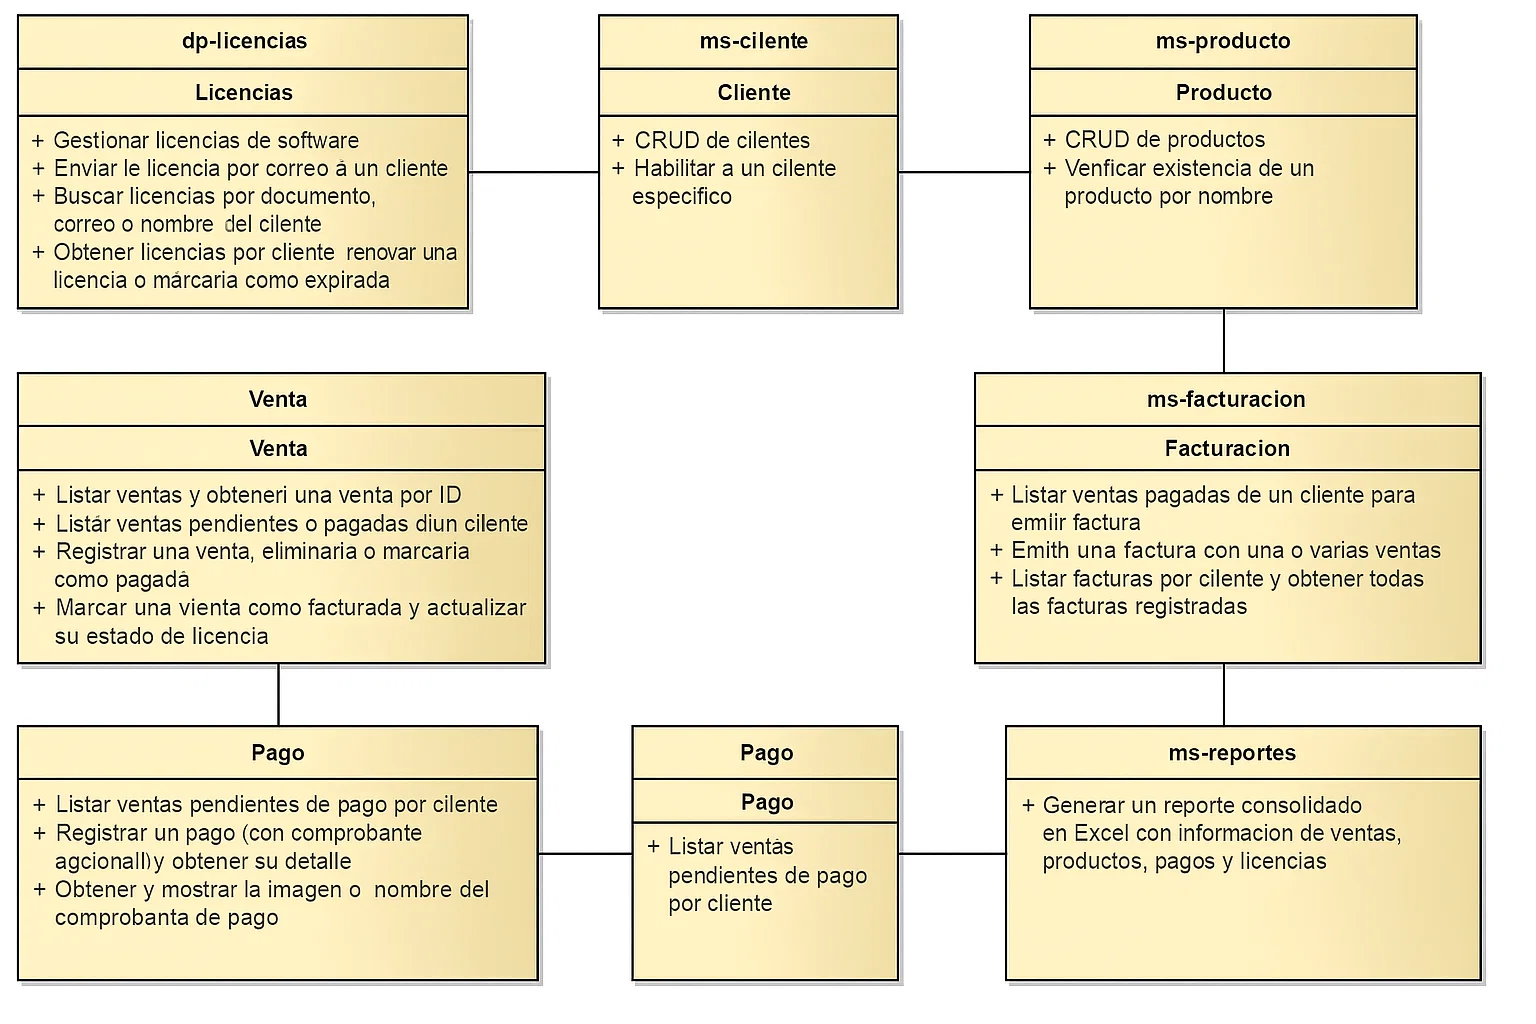 dp-licencias
Licencias
+ Gestionar licencias de software
+ Enviar le licencia por correo à un cliente
+ Buscar licencias por documento,
correo o nombre del cilente
+ Obtener licencias por cliente renovar una
licencia o márcaria como expirada
ms-cilente
Cliente
+ CRUD de cilentes
+ Habilitar a un cilente
especifico
ms-producto
Producto
+ CRUD de productos
+ Venficar existencia de un
producto por nombre
Venta
Venta
+ Listar ventas y obteneri una venta por ID
+ Listár ventas pendientes o pagadas diun cilente
+ Registrar una venta, eliminaria o marcaria
como pagadà
+ Marcar una vienta como facturada y actualizar
su estado de licencia
ms-facturacion
Facturacion
+ Listar ventas pagadas de un cliente para
emiir factura
+ Emith una factura con una o varias ventas
+ Listar facturas por cilente y obtener todas
las facturas registradas
Pago
+ Listar ventas pendientes de pago por cilente
+ Registrar un pago (con comprobante
agcionall) y obtener su detalle
+ Obtener y mostrar la imagen o nombre del
comprobanta de pago
Pago
Pago
+ Listar ventás
pendientes de pago
por cliente
ms-reportes
+ Generar un reporte consolidado
en Excel con informacion de ventas,
productos, pagos y licencias